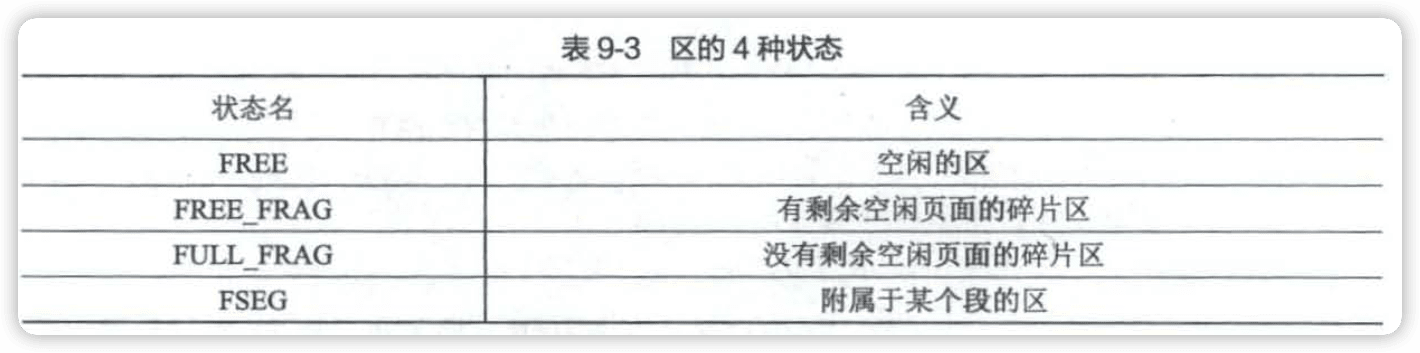 表 9-3 区的 4 种状态
状态名 含义
FREE 空闲的区
FREE_FRAG 有剩余空闲页面的碎片区
FULL_FRAG 没有剩余空闲页面的碎片区
FSEG 附属于某个段的区